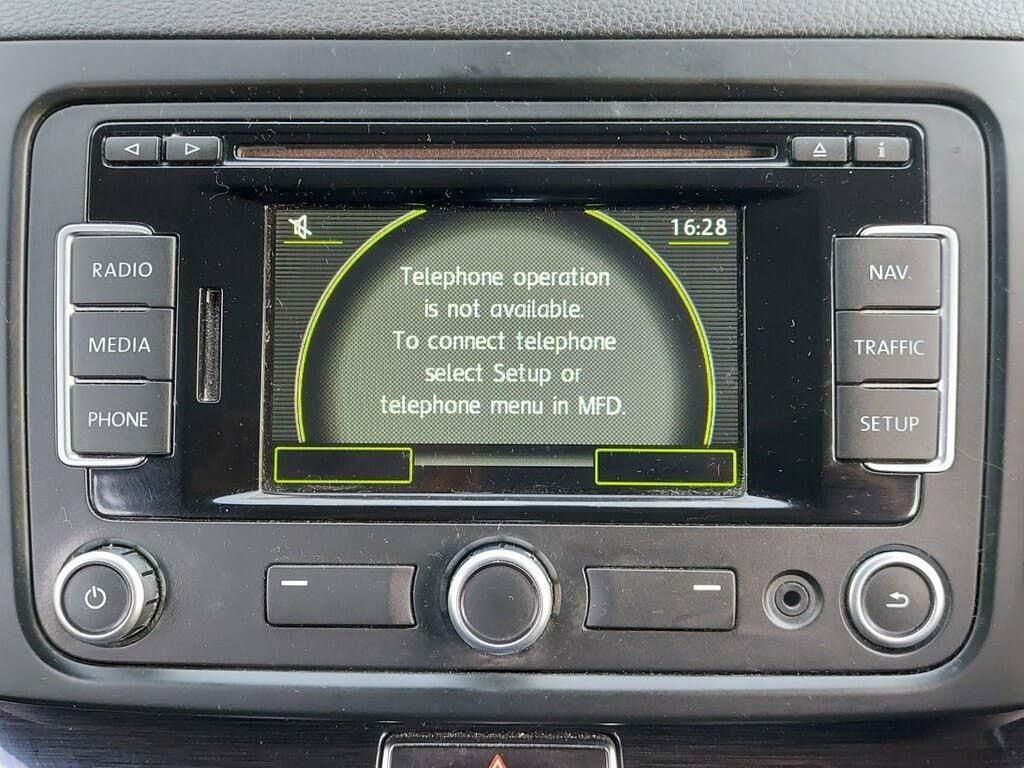 i
16:28
RADIO
NAV
MEDIA
TRAFFIC
PHONE
SETUP
Telephone operation
is not available.
To connect telephone
select Setup or
telephone menu in MFD.